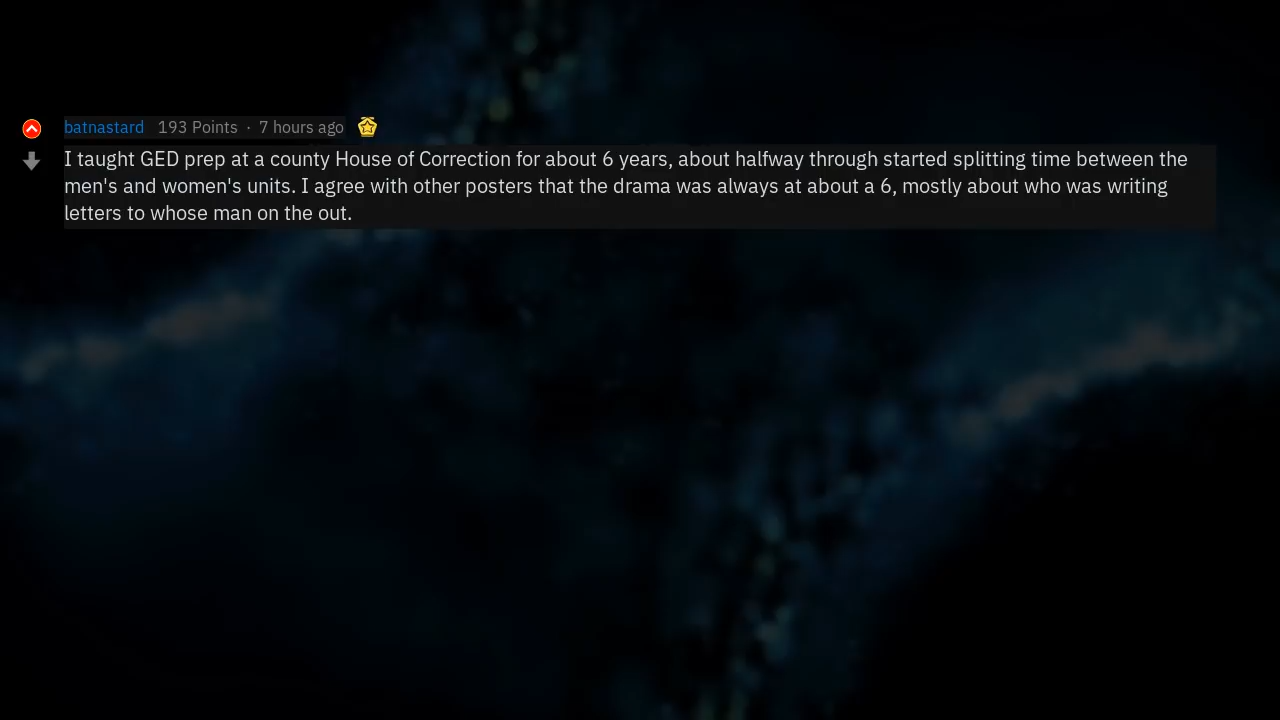 batnastard 193 Points · 7 hours ago
I taught GED prep at a county House of Correction for about 6 years, about halfway through started splitting time between the
men's and women's units. I agree with other posters that the drama was always at about a 6, mostly about who was writing
letters to whose man on the out.